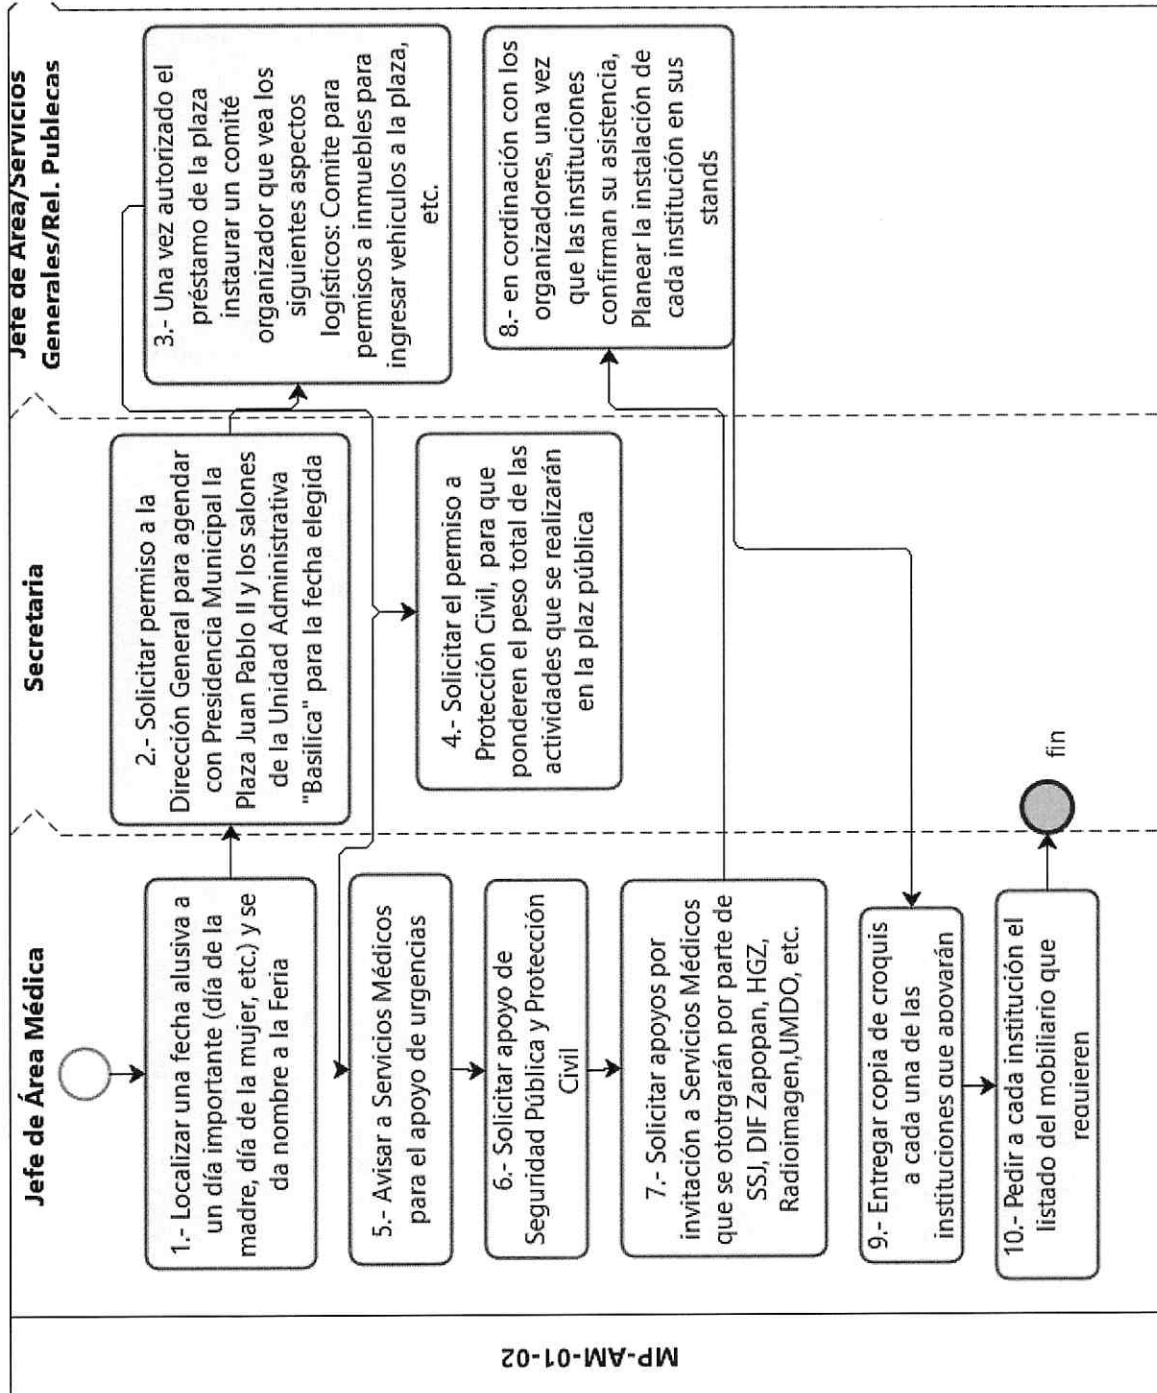 MP-AM-01-02
Jefe de Área Médica
1.- Localizar una fecha alusiva a
un día importante (día de la
madre, día de la mujer, etc.) y se
da nombre a la Feria
5.- Avisar a Servicios Médicos
para el apoyo de urgencias
6.- Solicitar apoyo de
Seguridad Pública y Protección
Civil
7.- Solicitar apoyos por
invitación a Servicios Médicos
que se ototrgarán por parte de
SSJ, DIF Zapopan, HGZ,
Radioimagen,UMDO, etc.
9.- Entregar copia de croquis
a cada una de las
instituciones que apoyarán
10.- Pedir a cada institución el
listado del mobiliario que
requieren
Secretaria
2.- Solicitar permiso a la
Dirección General para agendar
con Presidencia Municipal la
Plaza Juan Pablo II y los salones
de la Unidad Administrativa
"Basilica" para la fecha elegida
4.- Solicitar el permiso a
Protección Civil, para que
ponderen el peso total de las
actividades que se realizarán
en la plaz pública
fin
Jefe de Area/Servicios
Generales/Rel. Publecas
3.- Una vez autorizado el
préstamo de la plaza
instaurar un comité
organizador que vea los
siguientes aspectos
logísticos: Comite para
permisos a inmuebles para
ingresar vehículos a la plaza,
etc.
8.- en cordinación con los
organizadores, una vez
que las instituciones
confirman su asistencia,
Planear la instalación de
cada institución en sus
stands